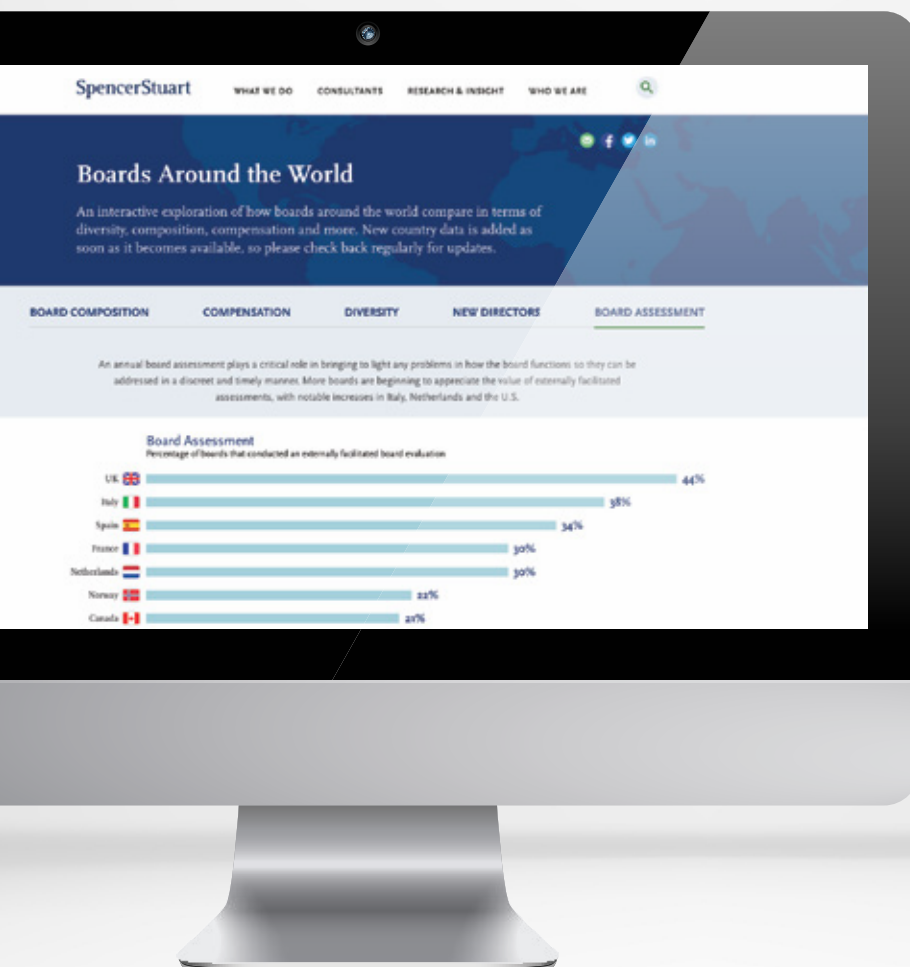 SpencerStuart WHAT WE DO CONSULTANTS RESEARCH & INSIGHT WHO WE ARE
Boards Around the World
An interactive exploration of how boards around the world compare in terms of
diversity, composition, compensation and more. New country data is added as
soon as it becomes available, so please check back regularly for updates.
BOARD COMPOSITION COMPENSATION DIVERSITY NEW DIRECTORS BOARD ASSESSMENT
An annual board assessment plays a critical role in bringing to light any problems in how the board functions so they can be
addressed in a discreet and timely manner. More boards are beginning to appreciate the value of externally facilitated
assessments, with notable increases in Italy, Netherlands and the U.S.
Board Assessment
Percentage of boards that conducted an externally facilitated board evaluation
UK 44%
Italy 38%
Spain 34%
France 30%
Netherlands 30%
Norway 22%
Canada 21%